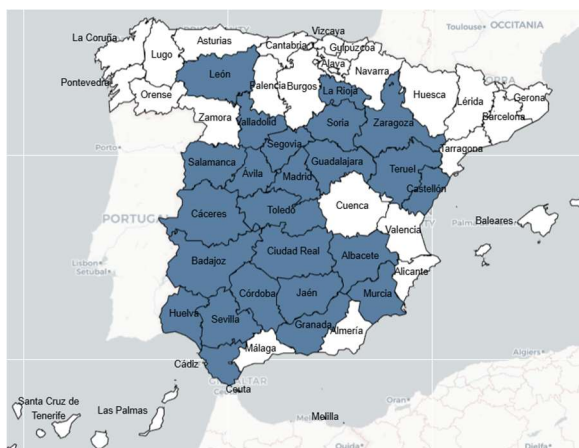 La Coruña
Lugo
Asturias
Cantabria
Vizcaya
Guipúzcoa
Álava
Navarra
Toulouse
OCCITANIA
Pontevedra
Orense
León
Palencia
Burgos
La Rioja
Huesca
Lérida
Gerona
Barcelona
Zamora
Valladolid
Soria
Zaragoza
Tarragona
Porto
Segovia
Salamanca
Ávila
Madrid
Guadalajara
Teruel
Castellón
Cáceres
Toledo
Cuenca
Valencia
Baleares
PORTUGAL
Lisbon
Setúbal
Badajoz
Ciudad Real
Albacete
Alicante
Córdoba
Jaén
Murcia
Huelva
Sevilla
Granada
Almería
Málaga
Cádiz
Ceuta
Algiers
Santa Cruz de
Tenerife
Las Palmas
Melilla
Oran
Oujda